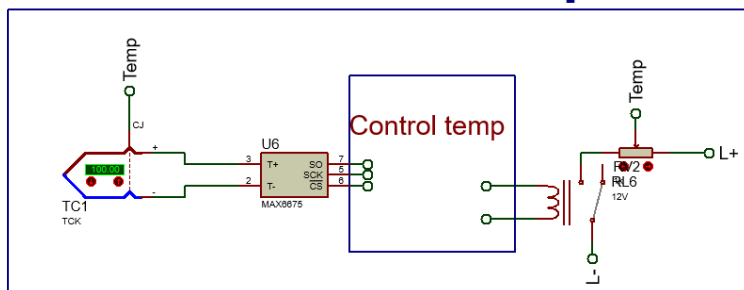 Temp
CJ
+
100.00
-
TC1
TCK
U6
3
T+
2
T-
SO
7
SCK
5
CS
6
MAX6675
Control temp
Temp
L+
RV2
RL6
12V
L-